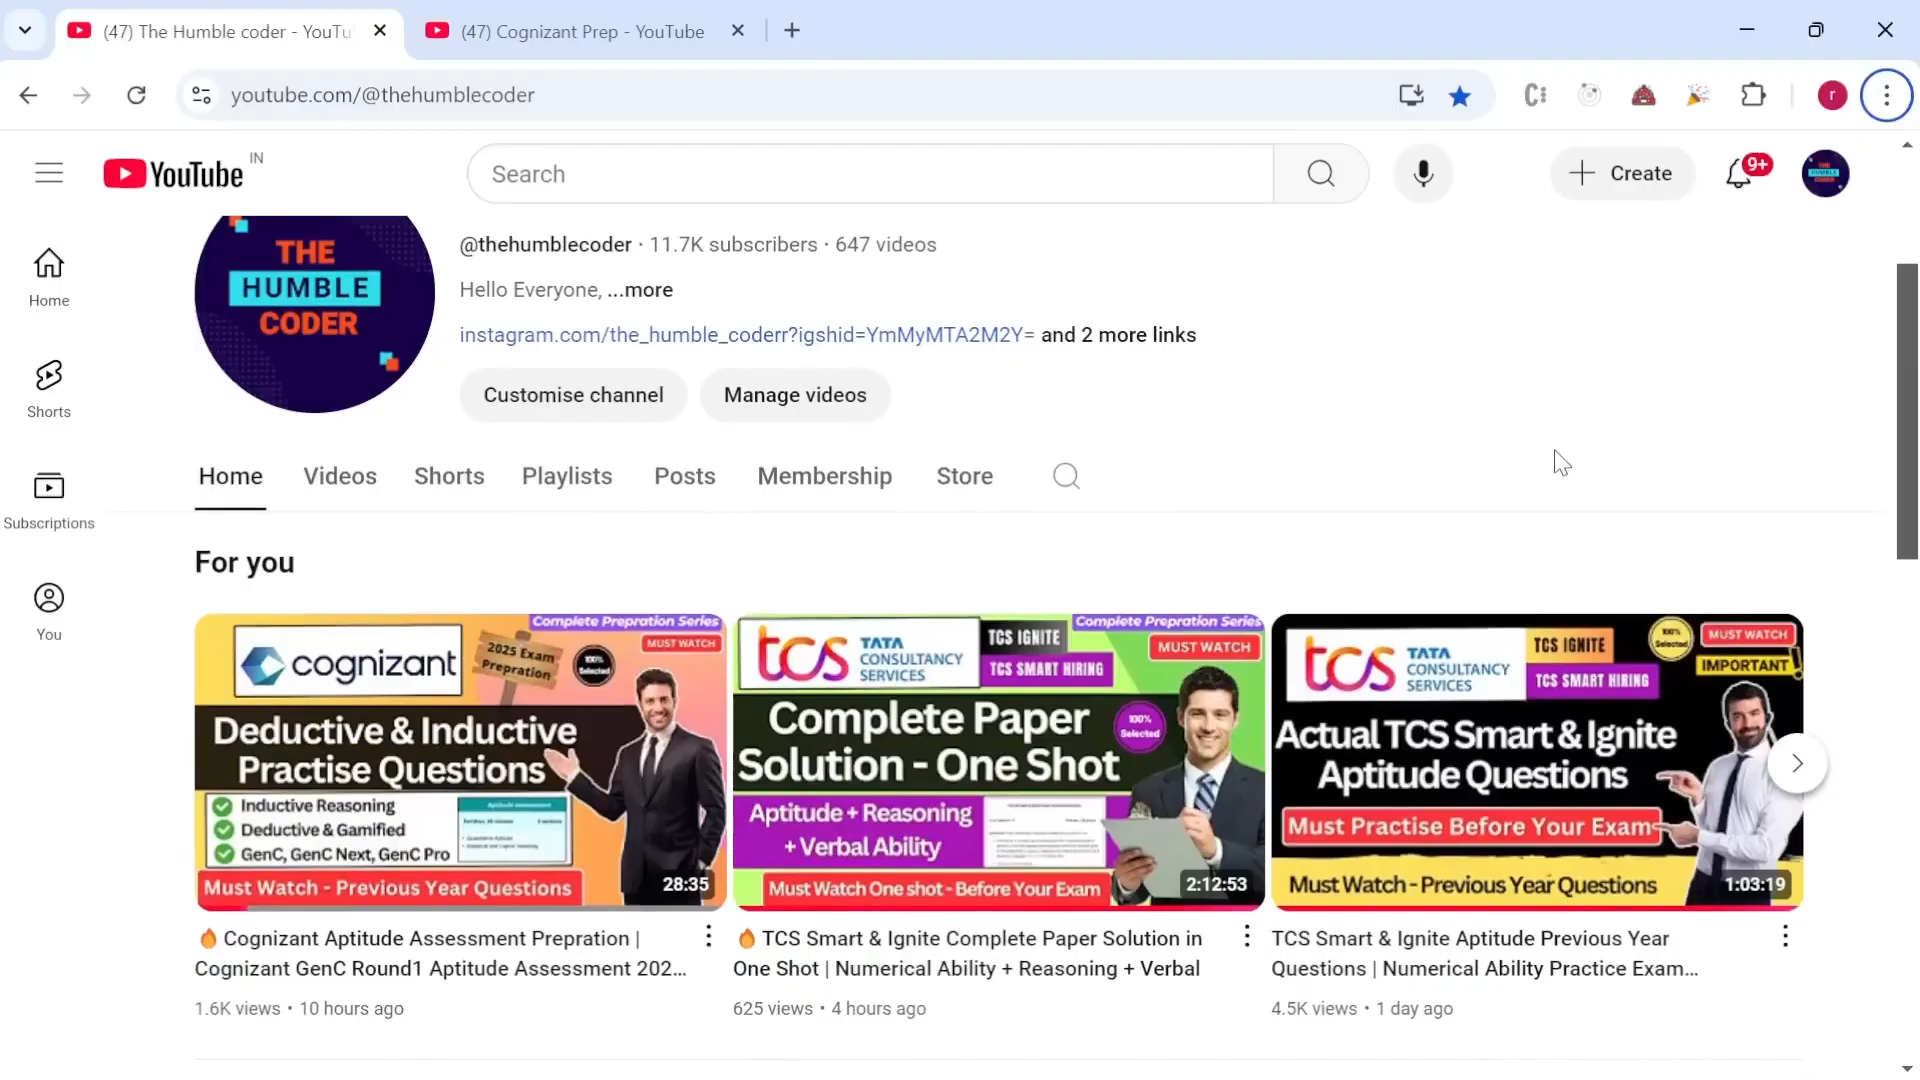 (47) The Humble coder - YouTu
(47) Cognizant Prep - YouTube
youtube.com/@thehumblecoder
r
YouTube IN
Search
Create
9+
THE HUMBLE CODER
@thehumblecoder · 11.7K subscribers · 647 videos
Hello Everyone, ...more
instagram.com/the_humble_coderr?igshid=YmMyMTA2M2Y= and 2 more links
Customise channel
Manage videos
Home
Shorts
Subscriptions
You
THE
HUMBLE
CODER
Home Videos Shorts Playlists Posts Membership Store
For you
Complete Prepration Series
cognizant
2025 Exam
Prepration
100%
Selected
MUST WATCH
Deductive & Inductive
Practise Questions
Inductive Reasoning
Deductive & Gamified
GenC, GenC Next, GenC Pro
Must Watch - Previous Year Questions
28:35
Complete Prepration Series
tcs TATA
CONSULTANCY
SERVICES
TCS IGNITE
TCS SMART HIRING
MUST WATCH
Complete Paper
Solution - One Shot
100%
Selected
Aptitude + Reasoning
+ Verbal Ability
Must Watch One shot - Before Your Exam
2:12:53
tcs TATA
CONSULTANCY
SERVICES
TCS IGNITE
TCS SMART HIRING
100%
Selected
MUST WATCH
IMPORTANT!
Actual TCS Smart & Ignite
Aptitude Questions
Must Practise Before Your Exam
Must Watch - Previous Year Questions
1:03:19
🔥 Cognizant Aptitude Assessment Prepration |
Cognizant GenC Round1 Aptitude Assessment 202...
1.6K views • 10 hours ago
🔥 TCS Smart & Ignite Complete Paper Solution in
One Shot | Numerical Ability + Reasoning + Verbal
625 views • 4 hours ago
TCS Smart & Ignite Aptitude Previous Year
Questions | Numerical Ability Practice Exam...
4.5K views • 1 day ago